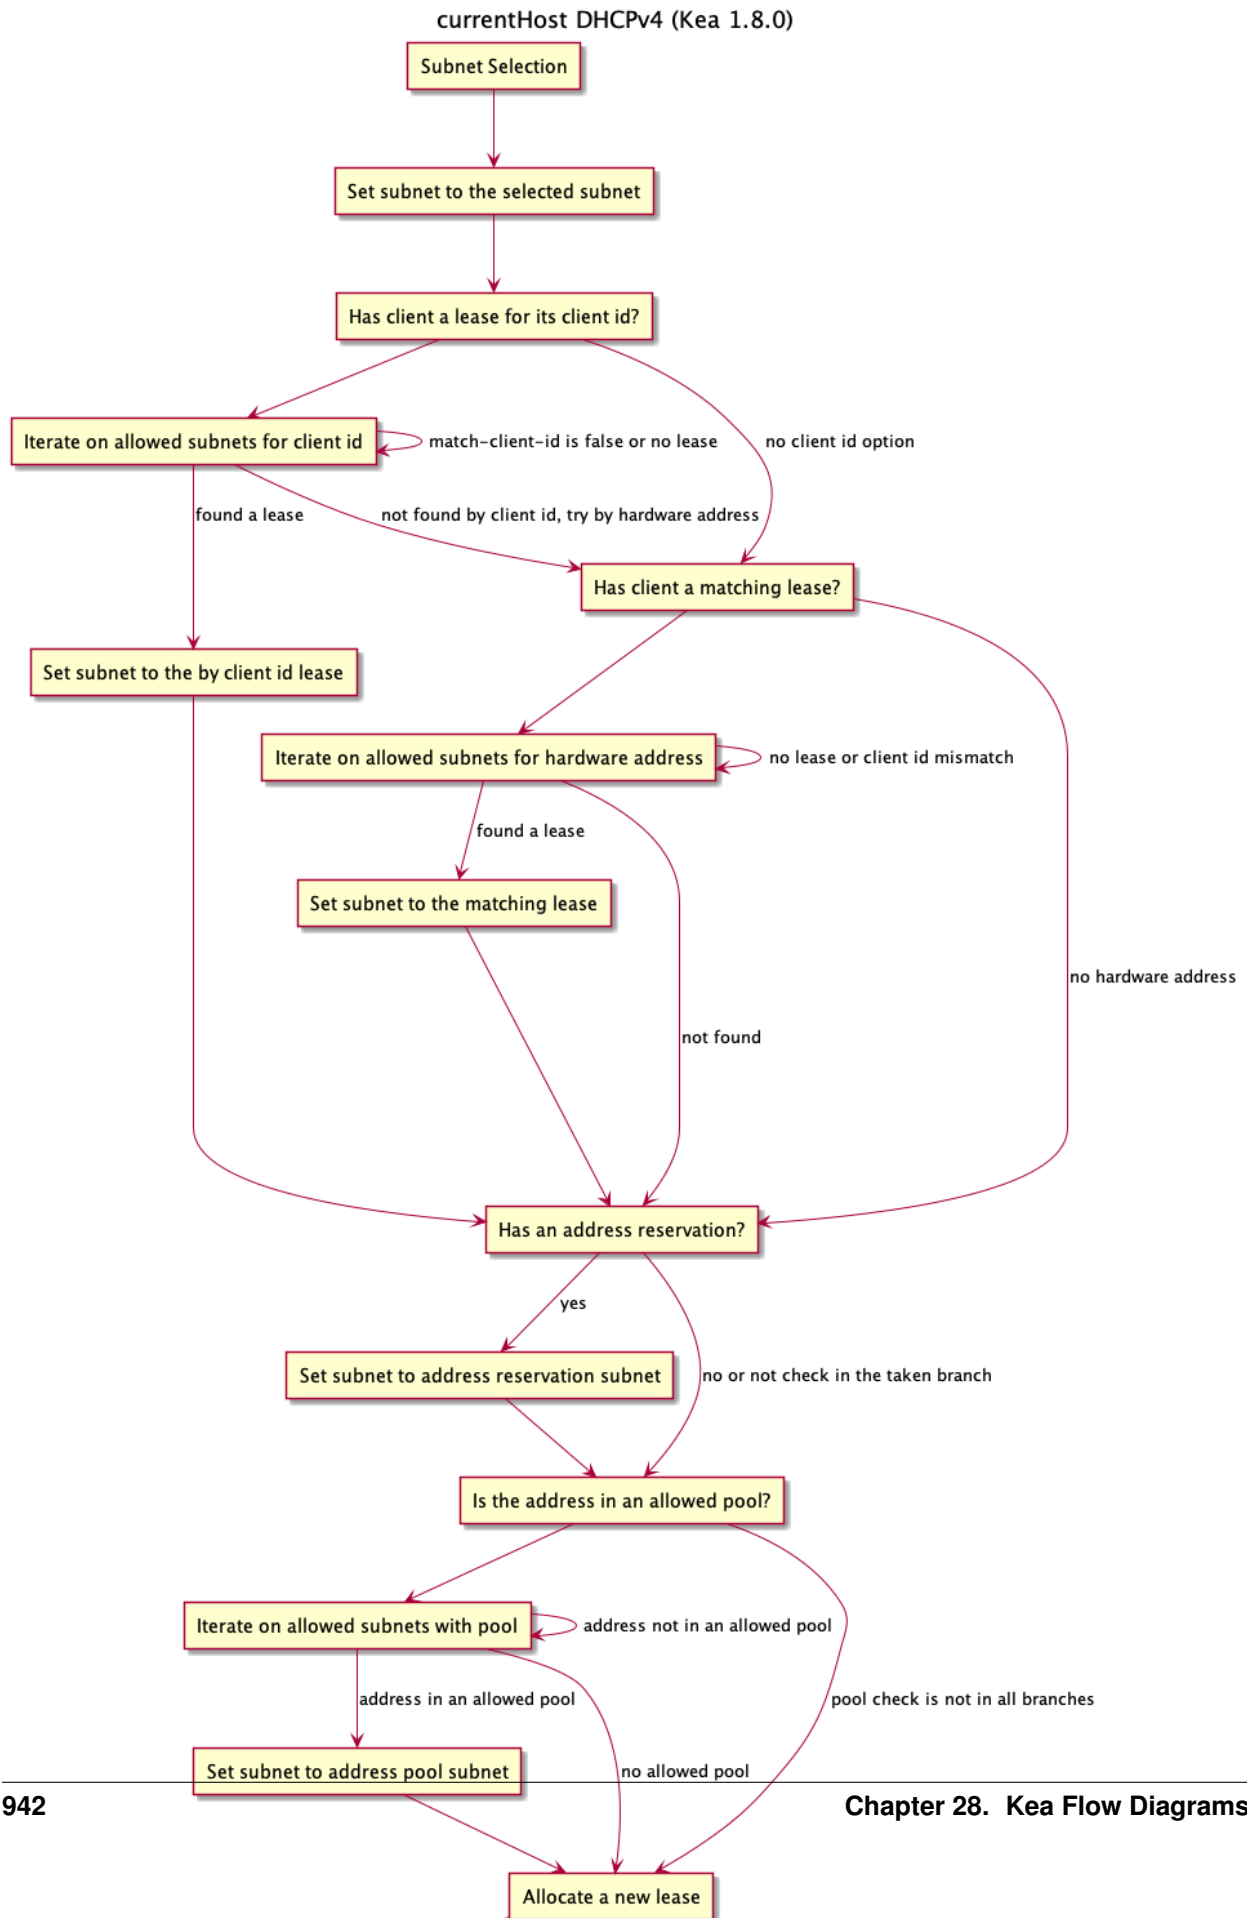 currentHost DHCPv4 (Kea 1.8.0)
Subnet Selection
Set subnet to the selected subnet
Has client a lease for its client id?
Iterate on allowed subnets for client id
match-client-id is false or no lease
no client id option
found a lease
not found by client id, try by hardware address
Has client a matching lease?
Set subnet to the by client id lease
Iterate on allowed subnets for hardware address
no lease or client id mismatch
found a lease
Set subnet to the matching lease
no hardware address
not found
Has an address reservation?
yes
Set subnet to address reservation subnet
no or not check in the taken branch
Is the address in an allowed pool?
Iterate on allowed subnets with pool
address not in an allowed pool
address in an allowed pool
pool check is not in all branches
Set subnet to address pool subnet
no allowed pool
942
Chapter 28. Kea Flow Diagrams
Allocate a new lease